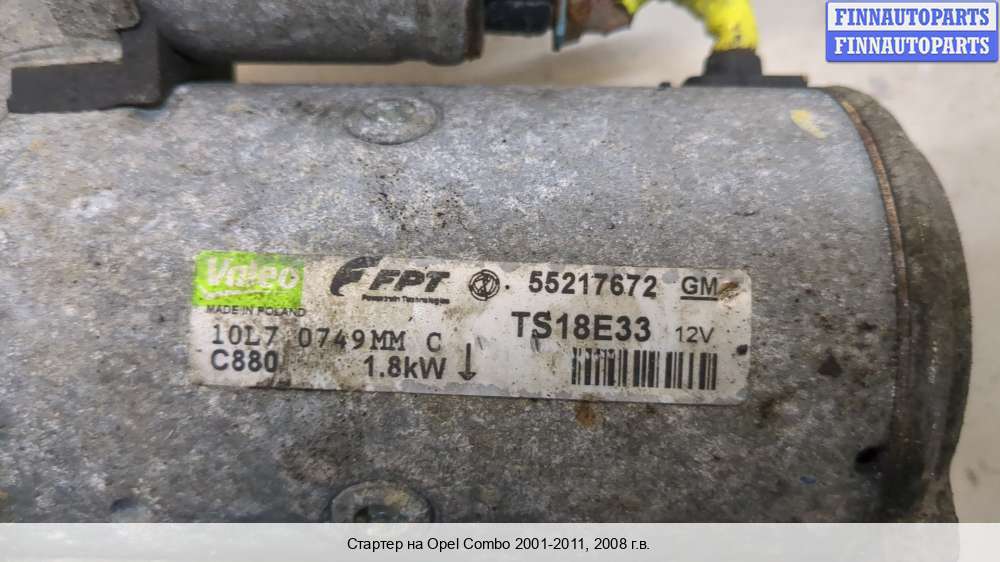 FINNAUTOPARTS
FINNAUTOPARTS
Valeo FPT 55217672 GM
Powertrain Technologies
MADE IN POLAND TS18E33 12V
10L7 0749MM C
C880 1.8kW
Стартер на Opel Combo 2001-2011, 2008 г.в.